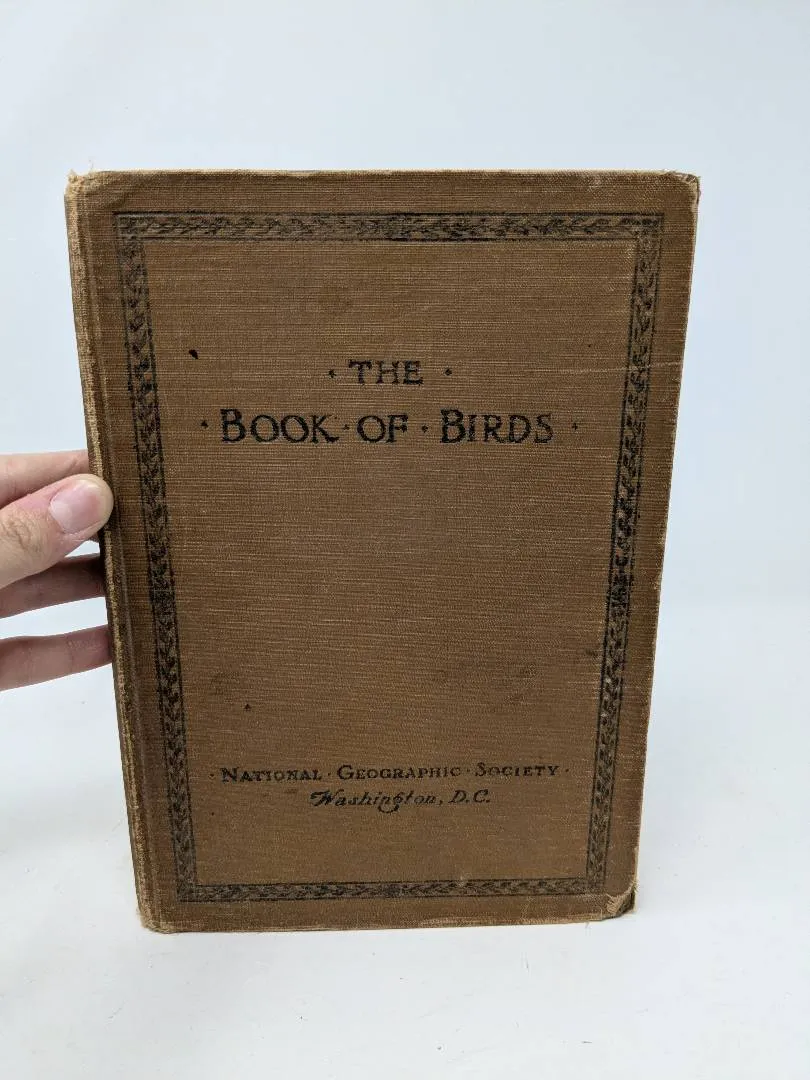 · THE ·
· BOOK · OF · BIRDS ·
· NATIONAL · GEOGRAPHIC · SOCIETY ·
Washington, D.C.